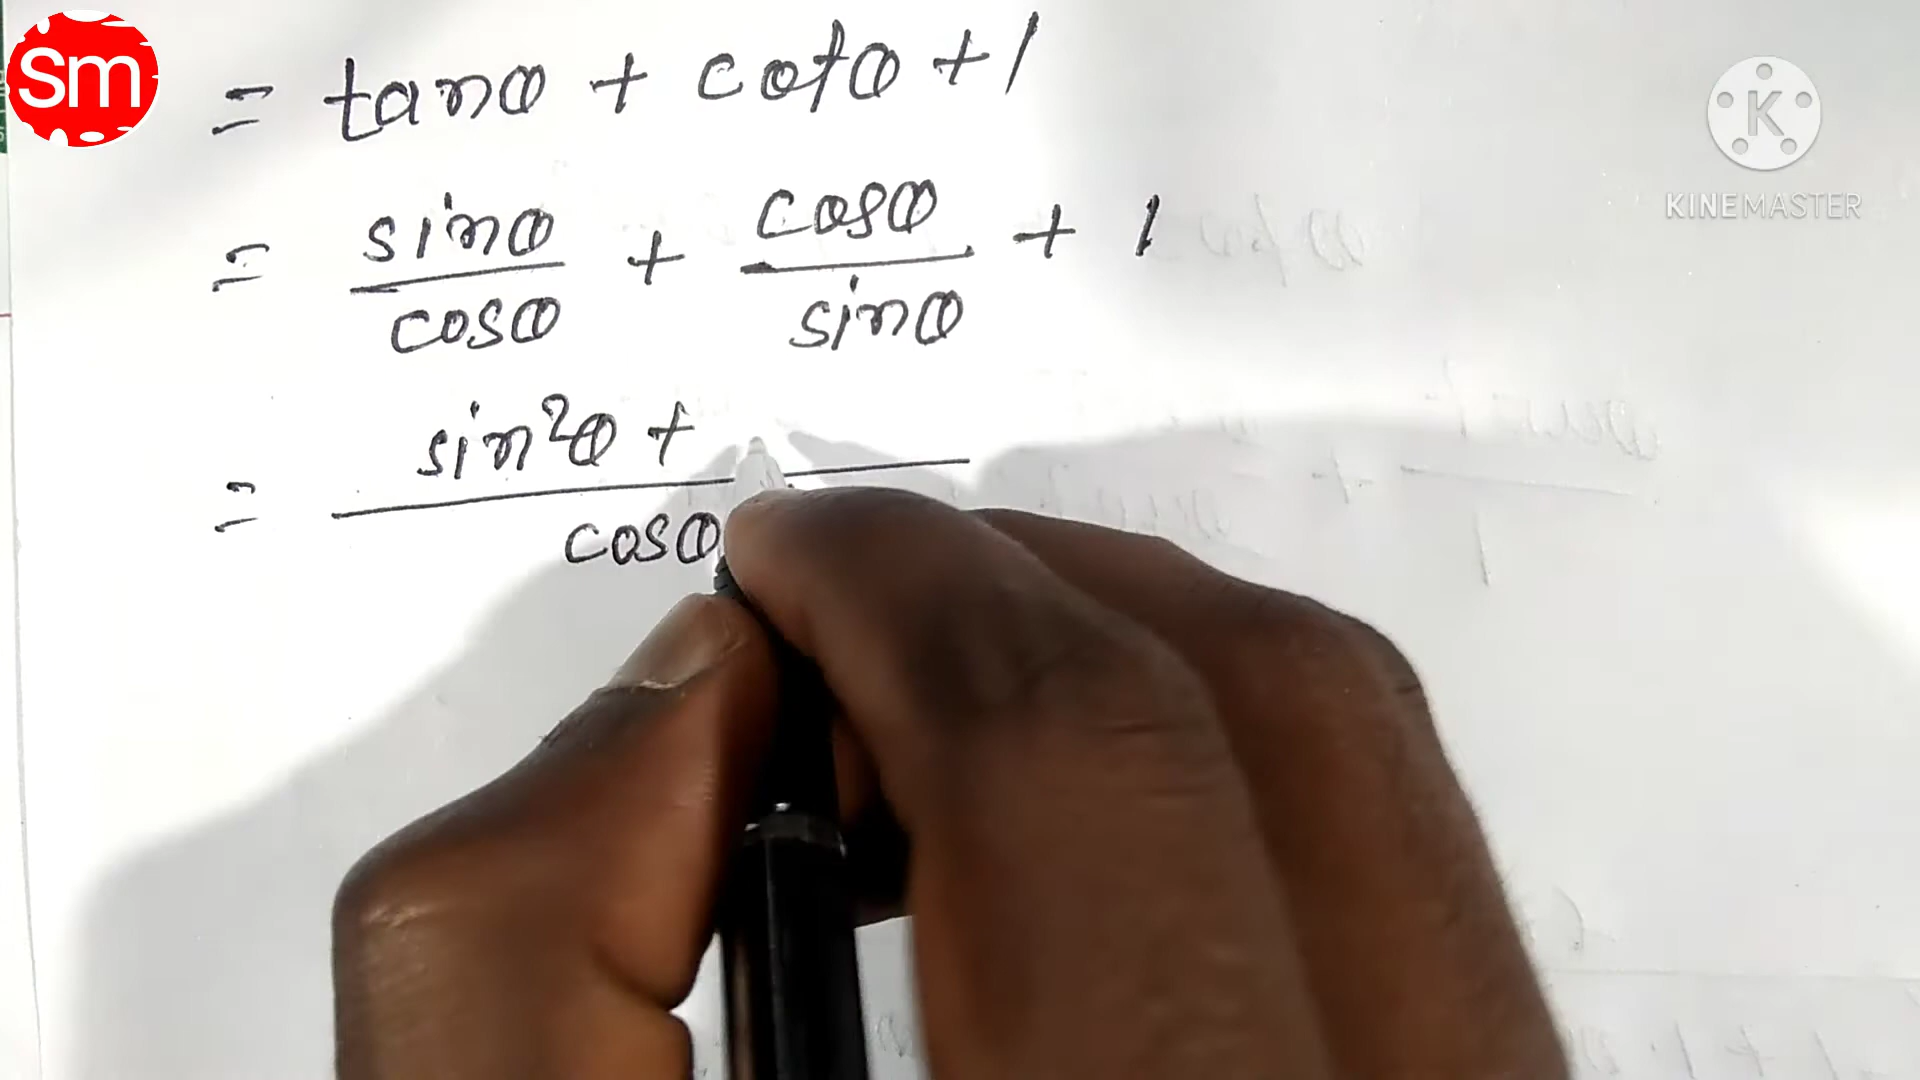 Sm
= tanθ + cotθ + 1
K
KINEMASTER
= sinθ/cosθ + cosθ/sinθ + 1
= sin²θ + / cosθ